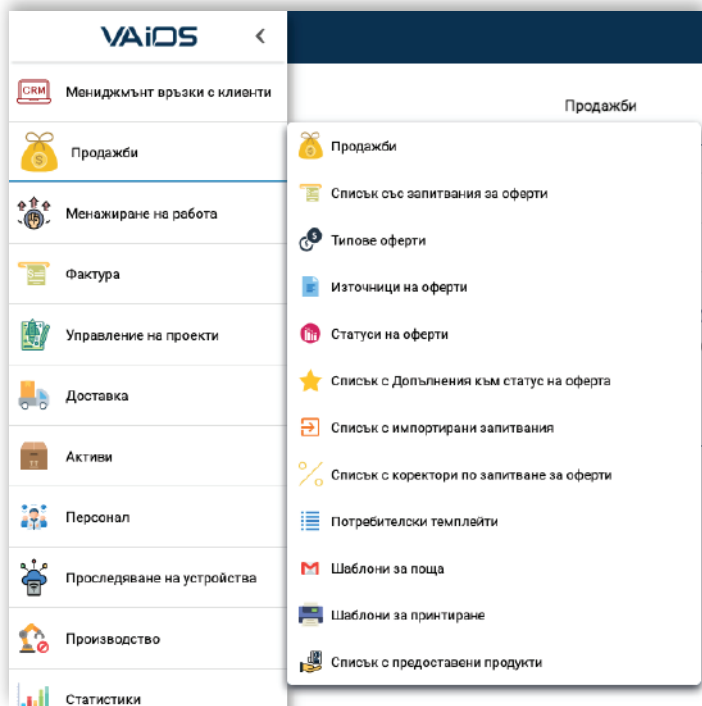 VAiOS
CRM
Мениджмънт връзки с клиенти
Продажби
Менажиране на работа
Фактура
Управление на проекти
Доставка
Активи
Персонал
Проследяване на устройства
Производство
Статистики
Продажби
Продажби
Списък със запитвания за оферти
Типове оферти
Източници на оферти
Статуси на оферти
Списък с Допълнения към статус на оферта
Списък с импортирани запитвания
Списък с коректори по запитване за оферти
Потребителски темплейти
Шаблони за поща
Шаблони за принтиране
Списък с предоставени продукти